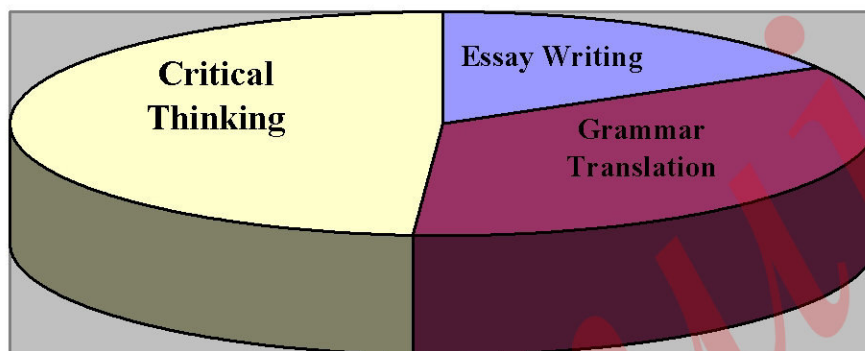 Critical
Thinking
Essay Writing
Grammar
Translation